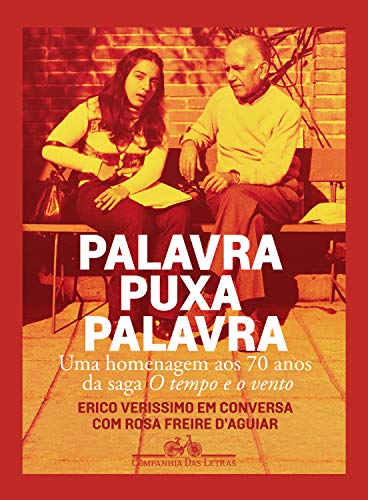 PALAVRA
PUXA
PALAVRA
Uma homenagem aos 70 anos
da saga O tempo e o vento
ERICO VERISSIMO EM CONVERSA
COM ROSA FREIRE D'AGUIAR
COMPANHIA DAS LETRAS